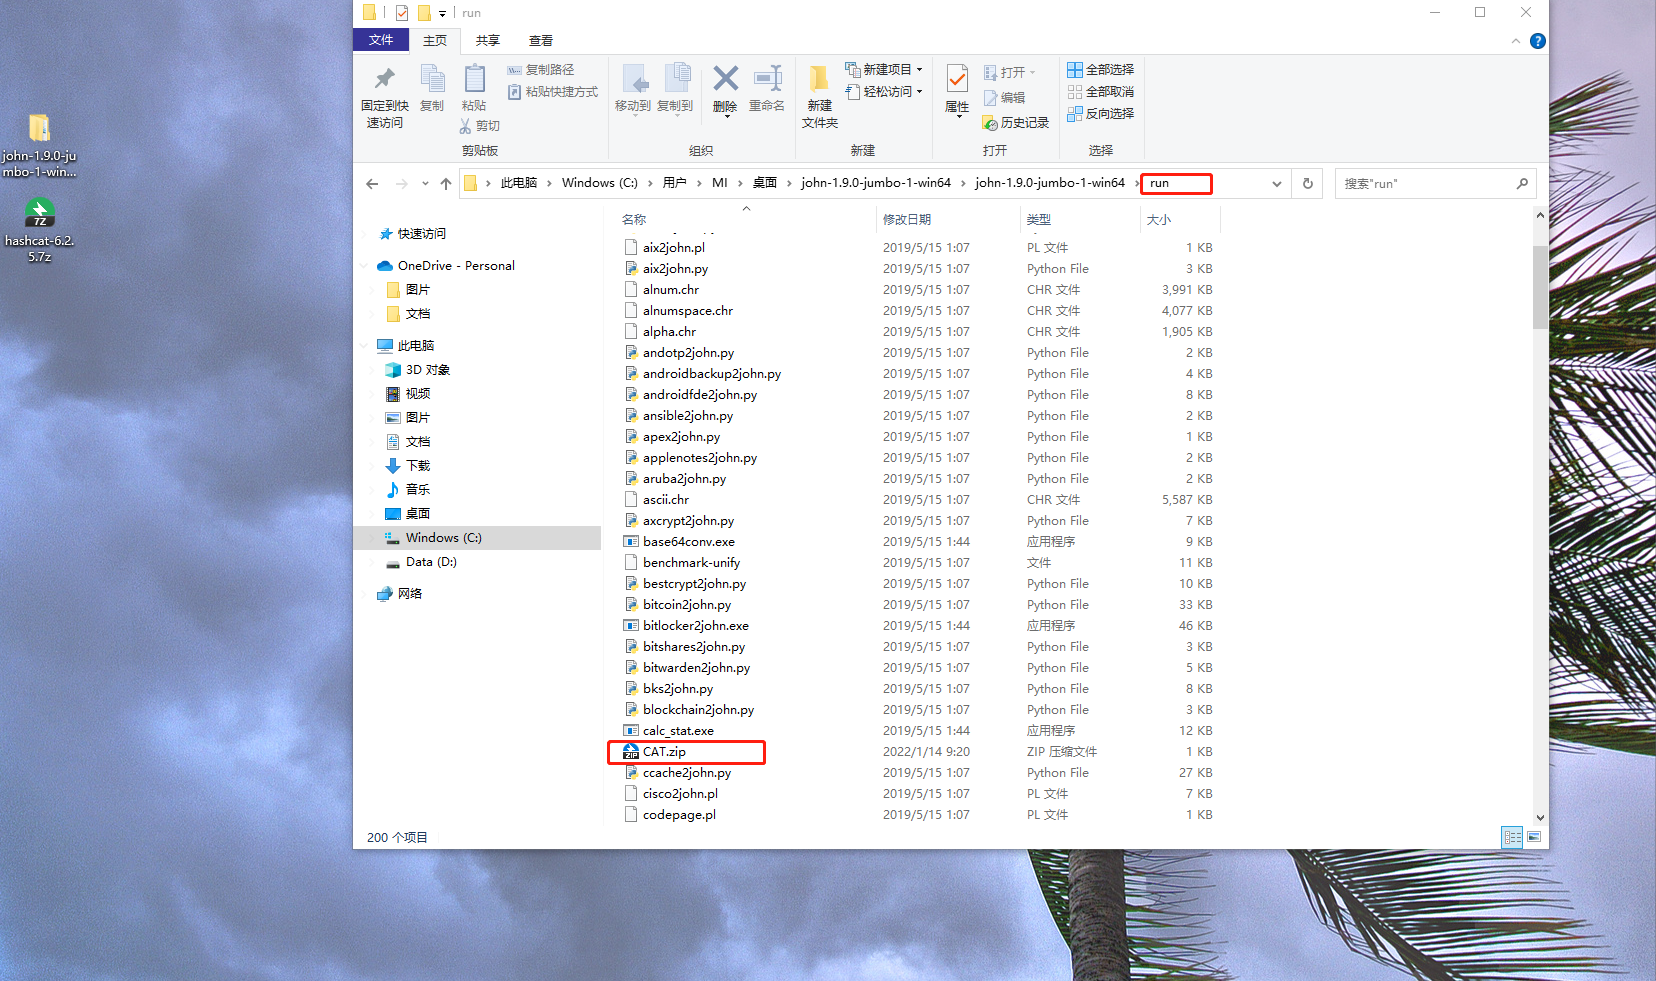 run
文件
主页
共享
查看
固定到快
速访问
复制
粘贴
复制路径
粘贴快捷方式
剪切
剪贴板
移动到
复制到
删除
重命名
组织
新建
文件夹
新建项目
轻松访问
新建
属性
打开
编辑
历史记录
打开
全部选择
全部取消
反向选择
选择
此电脑
Windows (C:)
用户
MI
桌面
john-1.9.0-jumbo-1-win64
john-1.9.0-jumbo-1-win64
run
搜索"run"
john-1.9.0-ju
mbo-1-win...
7Z
hashcat-6.2.
5.7z
快速访问
OneDrive - Personal
图片
文档
此电脑
3D 对象
视频
图片
文档
下载
音乐
桌面
Windows (C:)
Data (D:)
网络
名称 修改日期 类型 大小
aix2john.pl 2019/5/15 1:07 PL 文件 1 KB
aix2john.py 2019/5/15 1:07 Python File 3 KB
alnum.chr 2019/5/15 1:07 CHR 文件 3,991 KB
alnumspace.chr 2019/5/15 1:07 CHR 文件 4,077 KB
alpha.chr 2019/5/15 1:07 CHR 文件 1,905 KB
andotp2john.py 2019/5/15 1:07 Python File 2 KB
androidbackup2john.py 2019/5/15 1:07 Python File 4 KB
androidfde2john.py 2019/5/15 1:07 Python File 8 KB
ansible2john.py 2019/5/15 1:07 Python File 2 KB
apex2john.py 2019/5/15 1:07 Python File 1 KB
applenotes2john.py 2019/5/15 1:07 Python File 2 KB
aruba2john.py 2019/5/15 1:07 Python File 2 KB
ascii.chr 2019/5/15 1:07 CHR 文件 5,587 KB
axcrypt2john.py 2019/5/15 1:07 Python File 7 KB
base64conv.exe 2019/5/15 1:44 应用程序 9 KB
benchmark-unify 2019/5/15 1:07 文件 11 KB
bestcrypt2john.py 2019/5/15 1:07 Python File 10 KB
bitcoin2john.py 2019/5/15 1:07 Python File 33 KB
bitlocker2john.exe 2019/5/15 1:44 应用程序 46 KB
bitshares2john.py 2019/5/15 1:07 Python File 3 KB
bitwarden2john.py 2019/5/15 1:07 Python File 5 KB
bks2john.py 2019/5/15 1:07 Python File 8 KB
blockchain2john.py 2019/5/15 1:07 Python File 3 KB
calc_stat.exe 2019/5/15 1:44 应用程序 12 KB
ZIP CAT.zip 2022/1/14 9:20 ZIP 压缩文件 1 KB
ccache2john.py 2019/5/15 1:07 Python File 27 KB
cisco2john.pl 2019/5/15 1:07 PL 文件 7 KB
codepage.pl 2019/5/15 1:07 PL 文件 1 KB
200 个项目